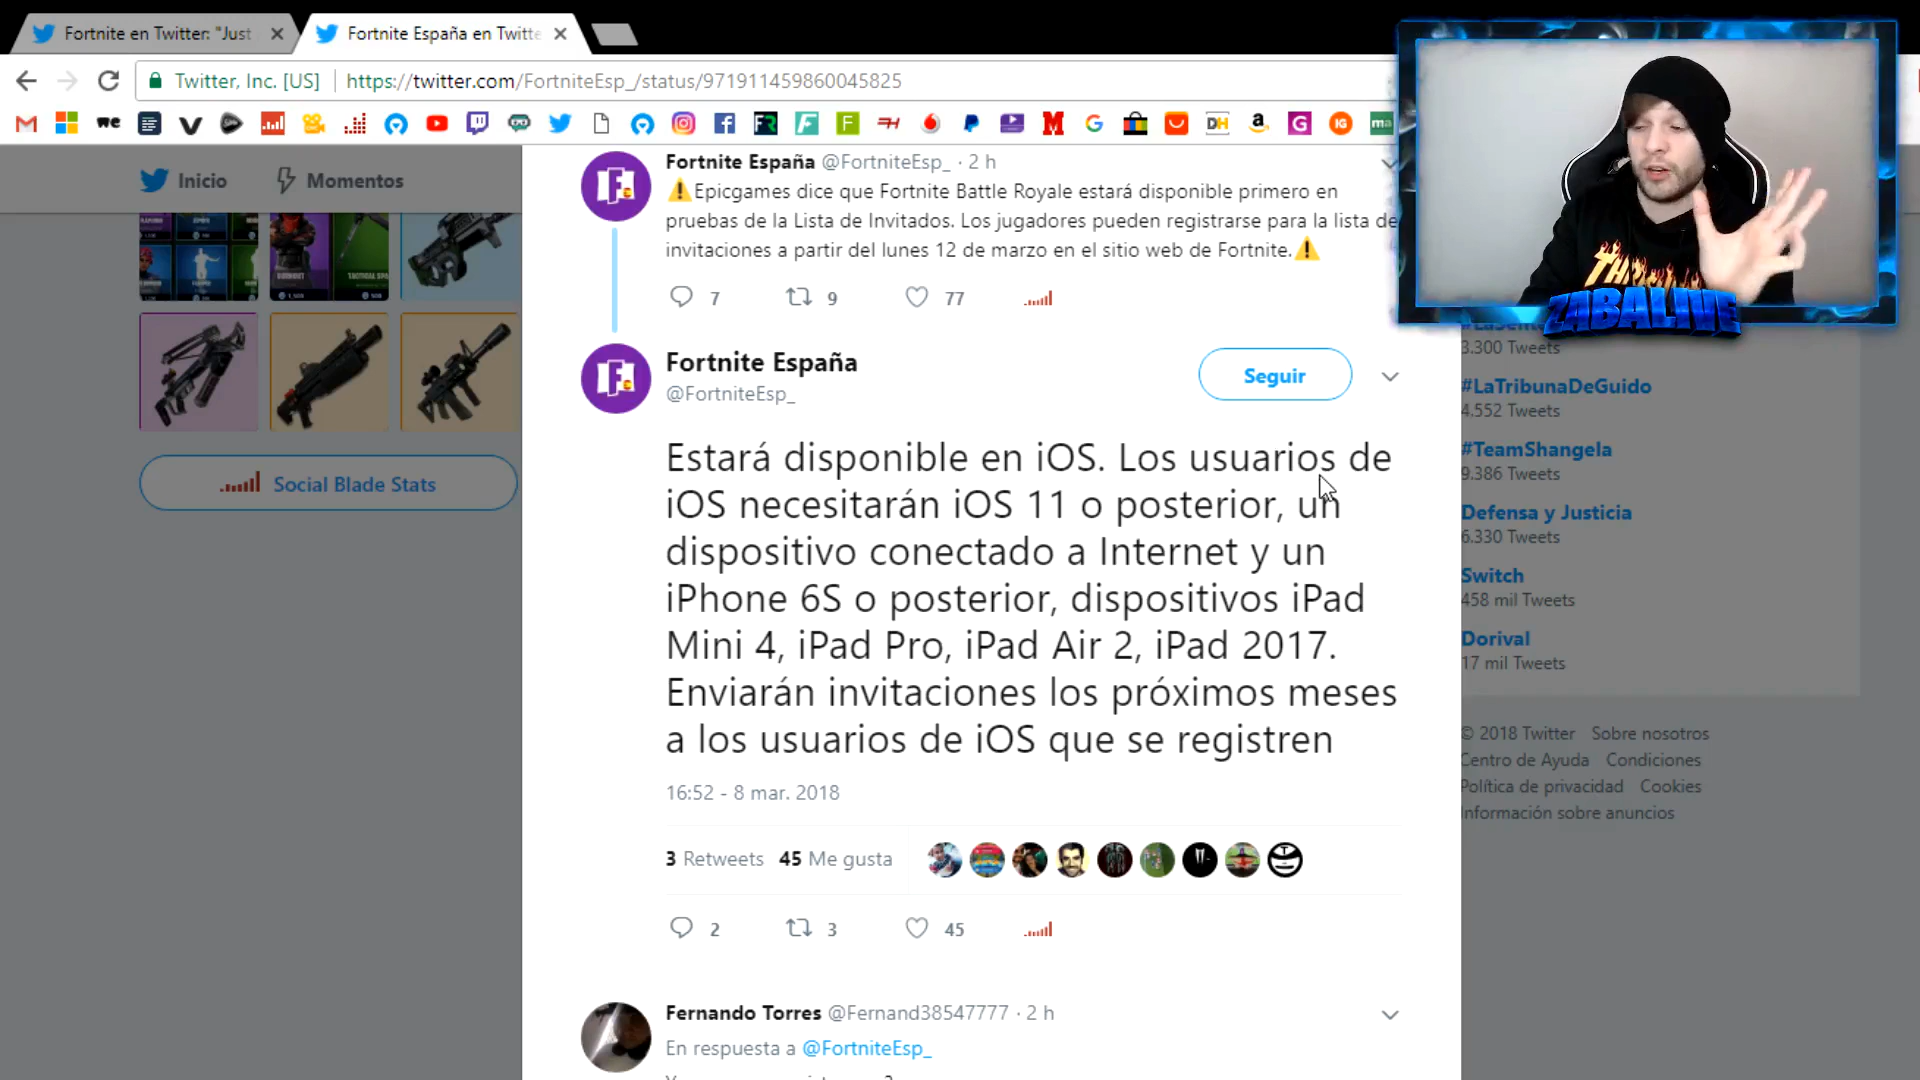 Fortnite en Twitter: "Just
Fortnite España en Twitte
Twitter, Inc. [US]
https://twitter.com/FortniteEsp_/status/971911459860045825
Inicio
Momentos
Social Blade Stats
Fortnite España @FortniteEsp_ · 2 h
⚠Epicgames dice que Fortnite Battle Royale estará disponible primero en
pruebas de la Lista de Invitados. Los jugadores pueden registrarse para la lista de
invitaciones a partir del lunes 12 de marzo en el sitio web de Fortnite.⚠
7 9 77
Fortnite España
@FortniteEsp_
Seguir
Estará disponible en iOS. Los usuarios de
iOS necesitarán iOS 11 o posterior, un
dispositivo conectado a Internet y un
iPhone 6S o posterior, dispositivos iPad
Mini 4, iPad Pro, iPad Air 2, iPad 2017.
Enviarán invitaciones los próximos meses
a los usuarios de iOS que se registren
16:52 - 8 mar. 2018
3 Retweets 45 Me gusta
2 3 45
Fernando Torres @Fernand38547777 · 2 h
En respuesta a @FortniteEsp_
ZABALIVE
3.300 Tweets
#LaTribunaDeGuido
4.552 Tweets
#TeamShangela
9.386 Tweets
Defensa y Justicia
6.330 Tweets
Switch
458 mil Tweets
Dorival
17 mil Tweets
© 2018 Twitter Sobre nosotros
Centro de Ayuda Condiciones
Política de privacidad Cookies
Información sobre anuncios